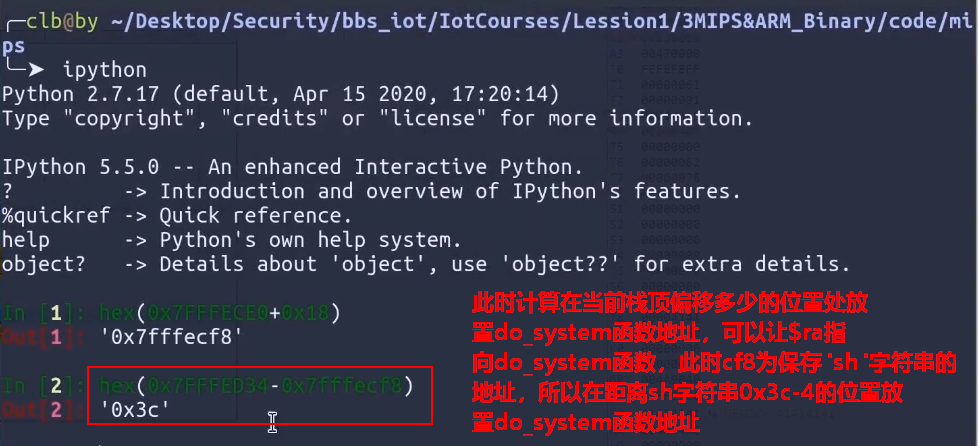 ╭─clb@by ~/Desktop/Security/bbs_iot/IotCourses/Lession1/3MIPS&ARM_Binary/code/mi
ps
╰─➤ ipython
Python 2.7.17 (default, Apr 15 2020, 17:20:14)
Type "copyright", "credits" or "license" for more information.
IPython 5.5.0 -- An enhanced Interactive Python.
? -> Introduction and overview of IPython's features.
%quickref -> Quick reference.
help -> Python's own help system.
object? -> Details about 'object', use 'object??' for extra details.
In [1]: hex(0x7FFFECE0+0x18)
Out[1]: '0x7fffecf8'
In [2]: hex(0x7FFFED34-0x7fffecf8)
Out[2]: '0x3c'
此时计算在当前栈顶偏移多少的位置处放
置do_system函数地址，可以让$ra指
向do_system函数，此时cf8为保存"sh"字符串的
地址，所以在距离sh字符串0x3c-4的位置放
置do_system函数地址